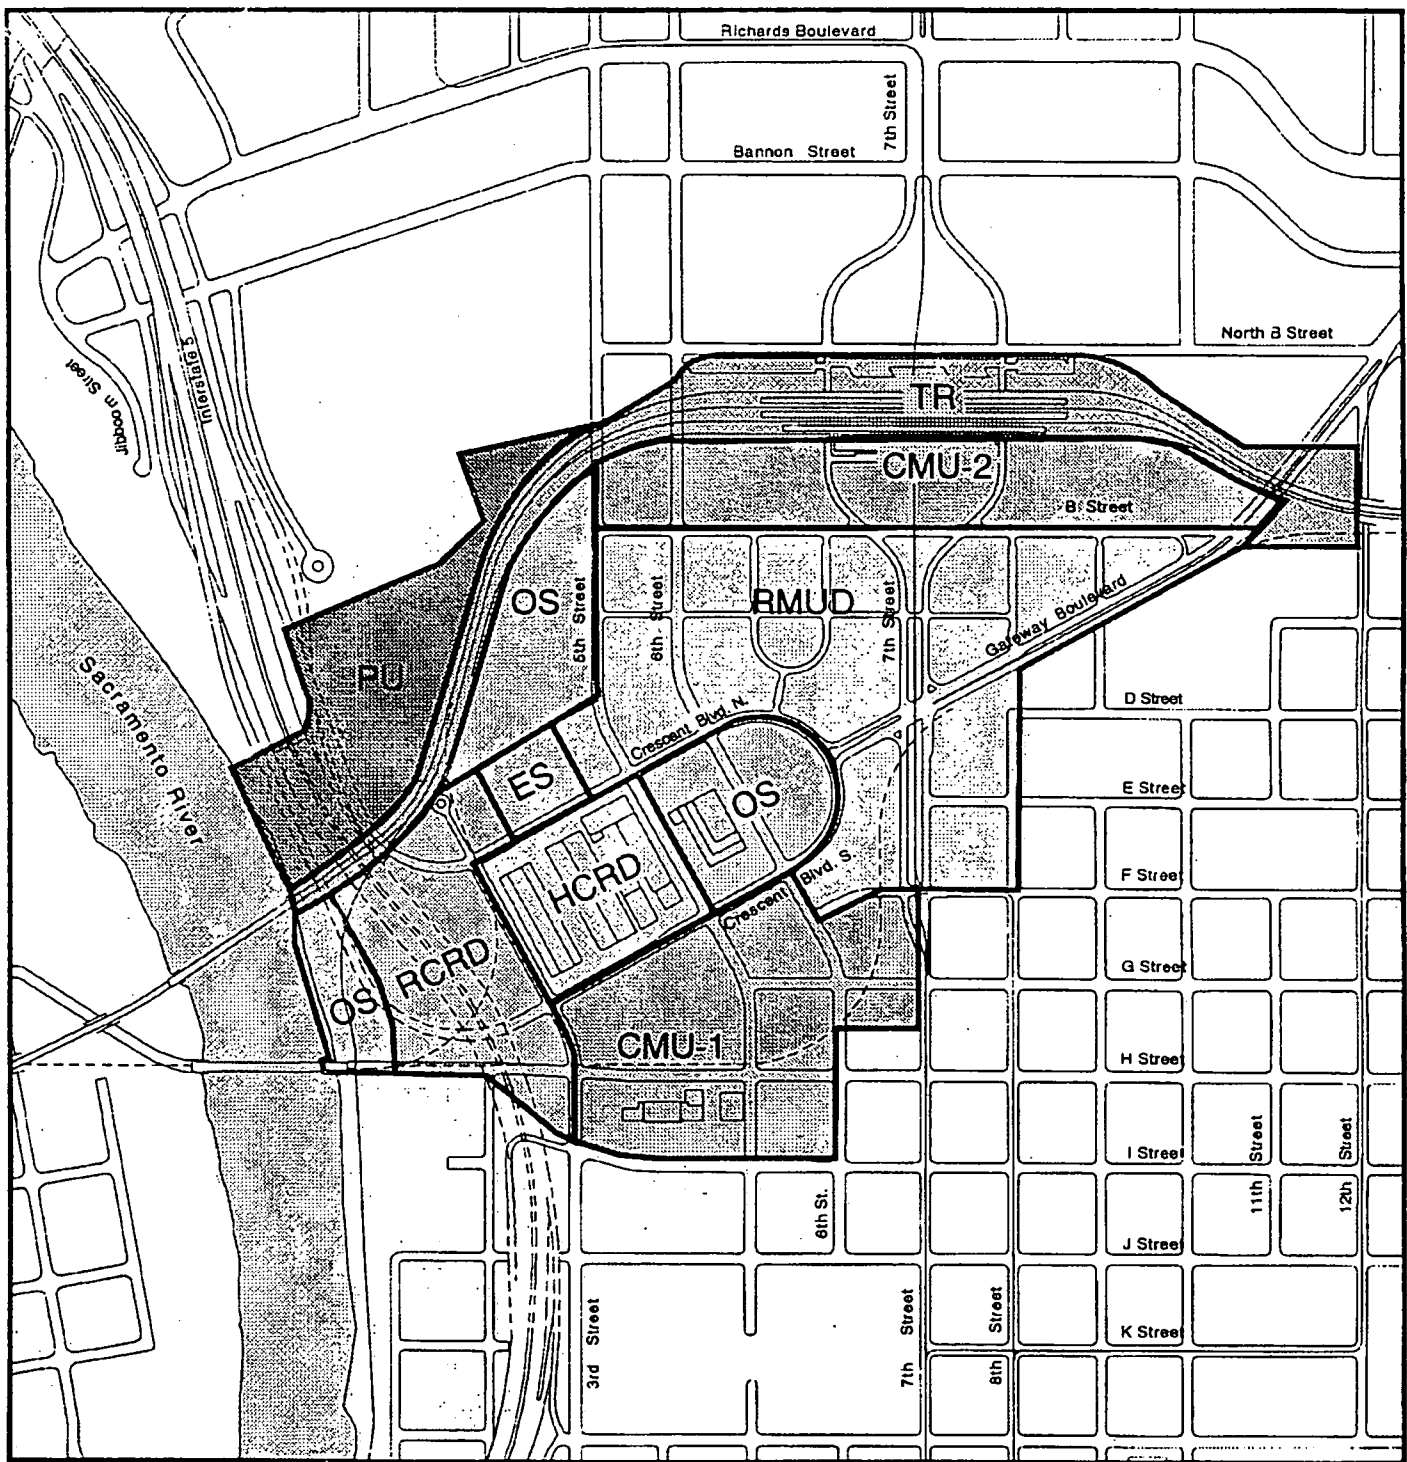 Richards Boulevard
7th Street
Bannon Street
North B Street
Interstate 5
Jibboom Street
TR
CMU-2
B Street
OS
5th Street
6th Street
RMUD
7th Street
Gateway Boulevard
PU
Sacramento River
D Street
Crescent Blvd. N.
ES
OS
E Street
HCRD
Crescent Blvd. S.
F Street
RCRD
OS
G Street
CMU-1
H Street
I Street
11th Street
12th Street
6th St.
J Street
3rd Street
7th Street
8th Street
K Street